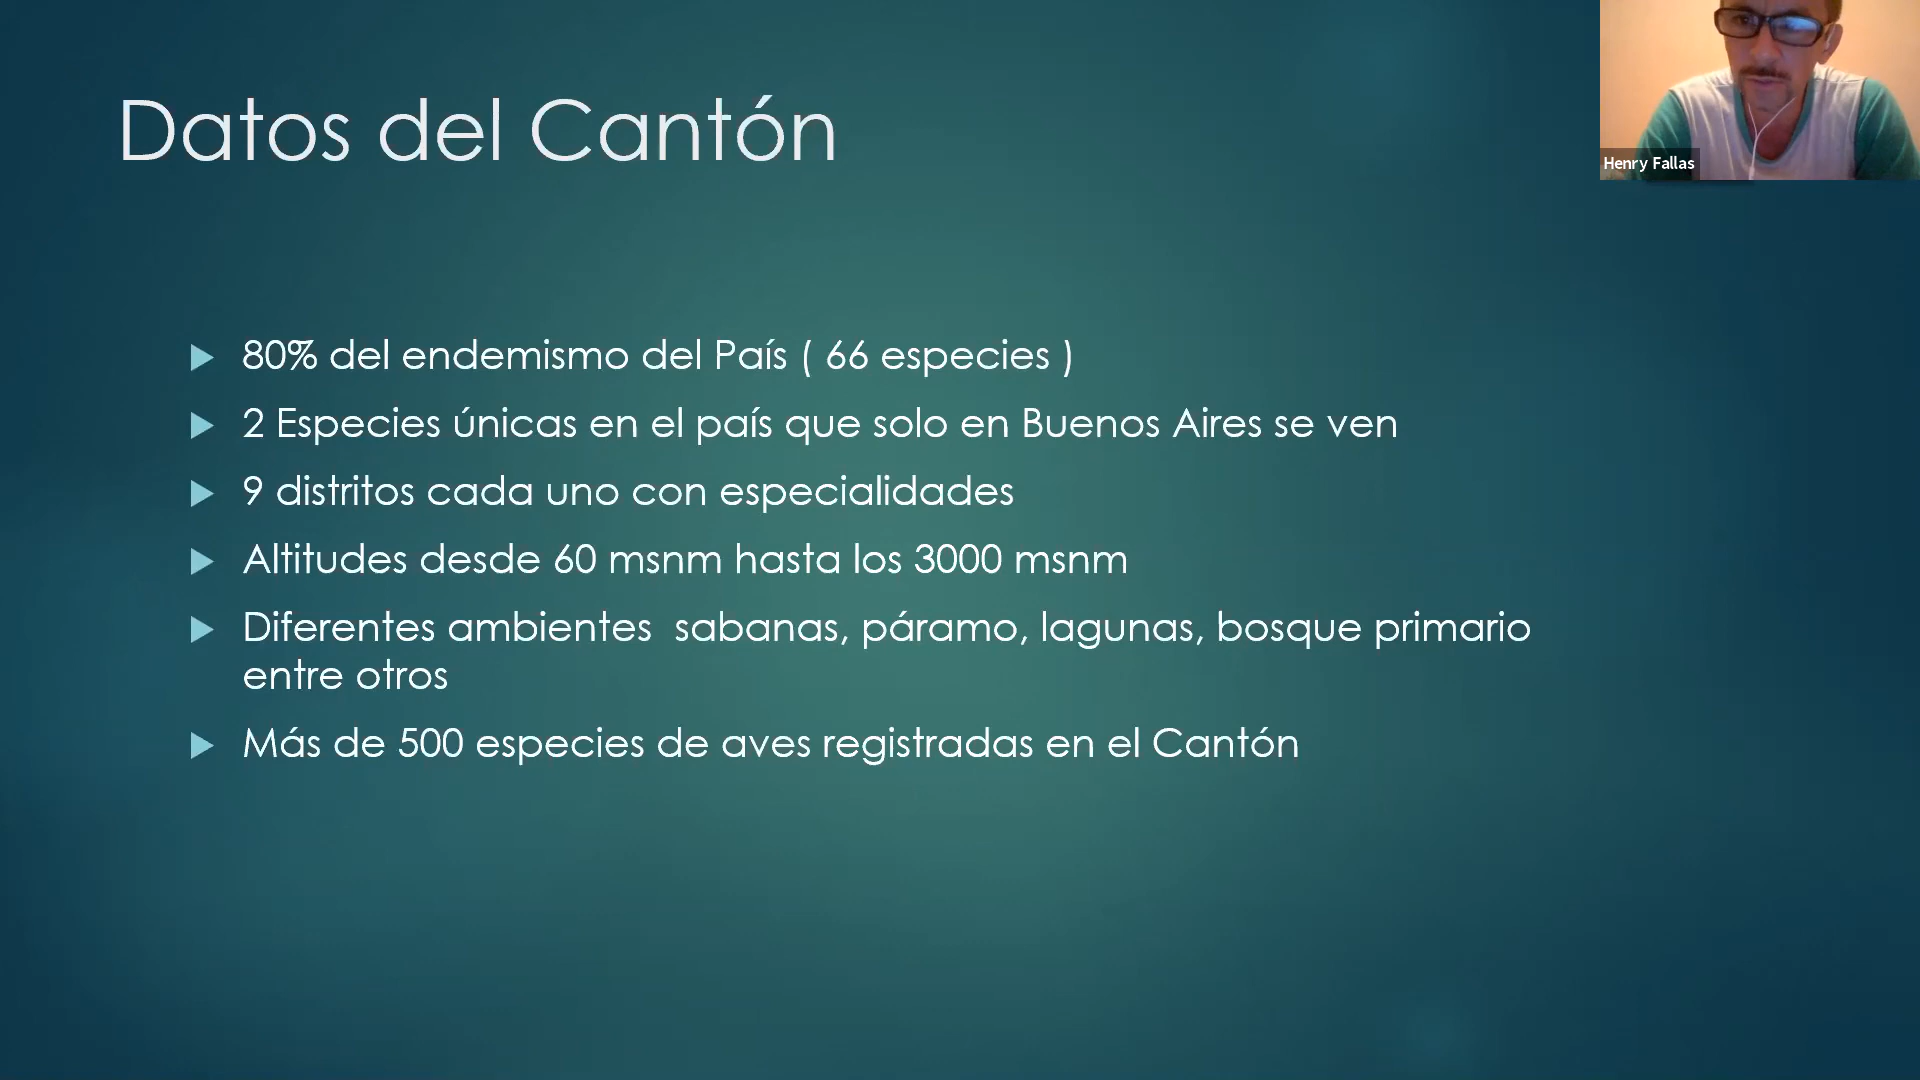 Datos del Cantón
Henry Fallas
80% del endemismo del País ( 66 especies )
2 Especies únicas en el país que solo en Buenos Aires se ven
9 distritos cada uno con especialidades
Altitudes desde 60 msnm hasta los 3000 msnm
Diferentes ambientes  sabanas, páramo, lagunas, bosque primario
entre otros
Más de 500 especies de aves registradas en el Cantón